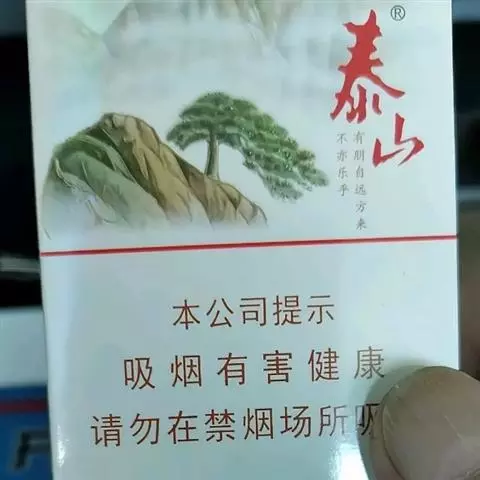 泰山®
有朋自远方来
不亦乐乎
本公司提示
吸烟有害健康
请勿在禁烟场所吸